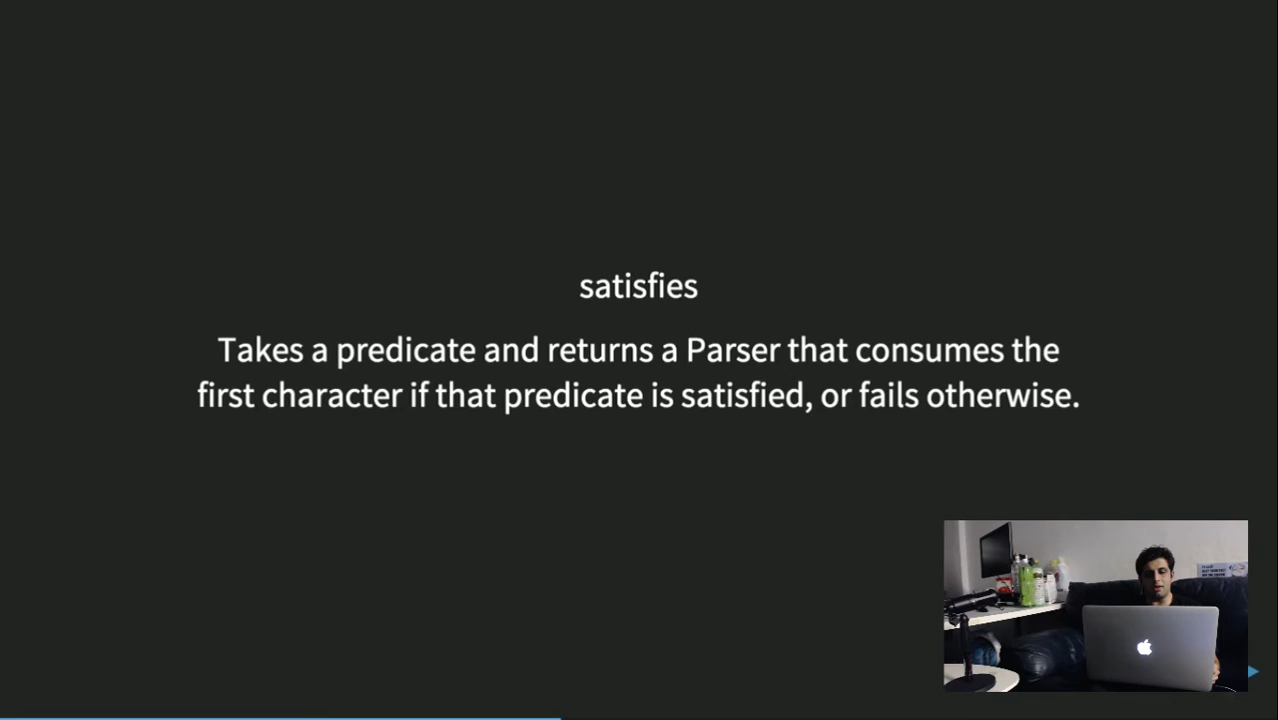 satisfies
Takes a predicate and returns a Parser that consumes the
first character if that predicate is satisfied, or fails otherwise.